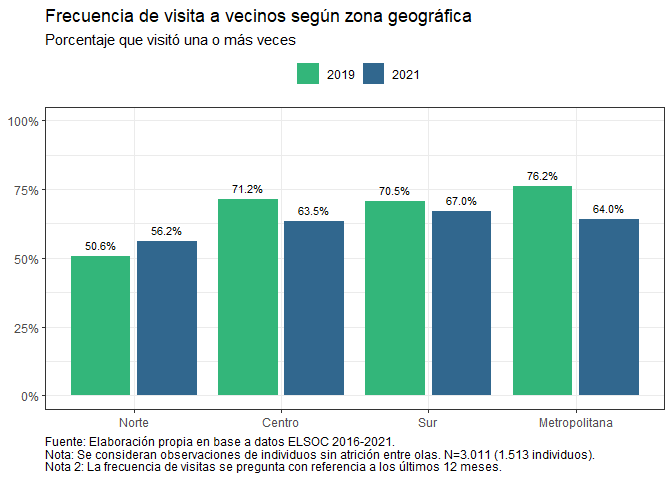 Frecuencia de visita a vecinos según zona geográfica
Porcentaje que visitó una o más veces
2019 2021
100%
75%
50%
25%
0%
50.6% 56.2% 71.2% 63.5% 70.5% 67.0% 76.2% 64.0%
Norte Centro Sur Metropolitana
Fuente: Elaboración propia en base a datos ELSOC 2016-2021.
Nota: Se consideran observaciones de individuos sin atrición entre olas. N=3.011 (1.513 individuos).
Nota 2: La frecuencia de visitas se pregunta con referencia a los últimos 12 meses.